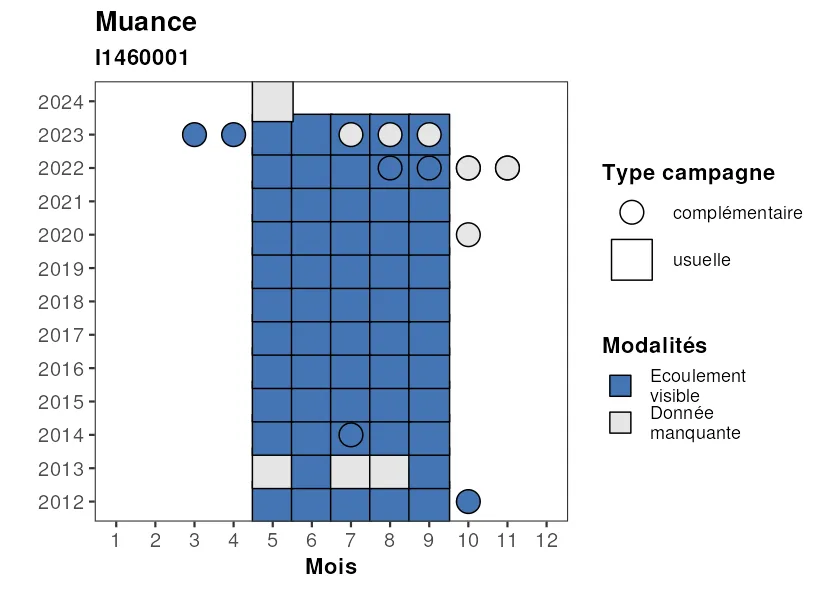 Muance
I1460001
2024
2023
2022
2021
2020
2019
2018
2017
2016
2015
2014
2013
2012
1 2 3 4 5 6 7 8 9 10 11 12
Mois
Type campagne
complémentaire
usuelle
Modalités
Ecoulement
visible
Donnée
manquante